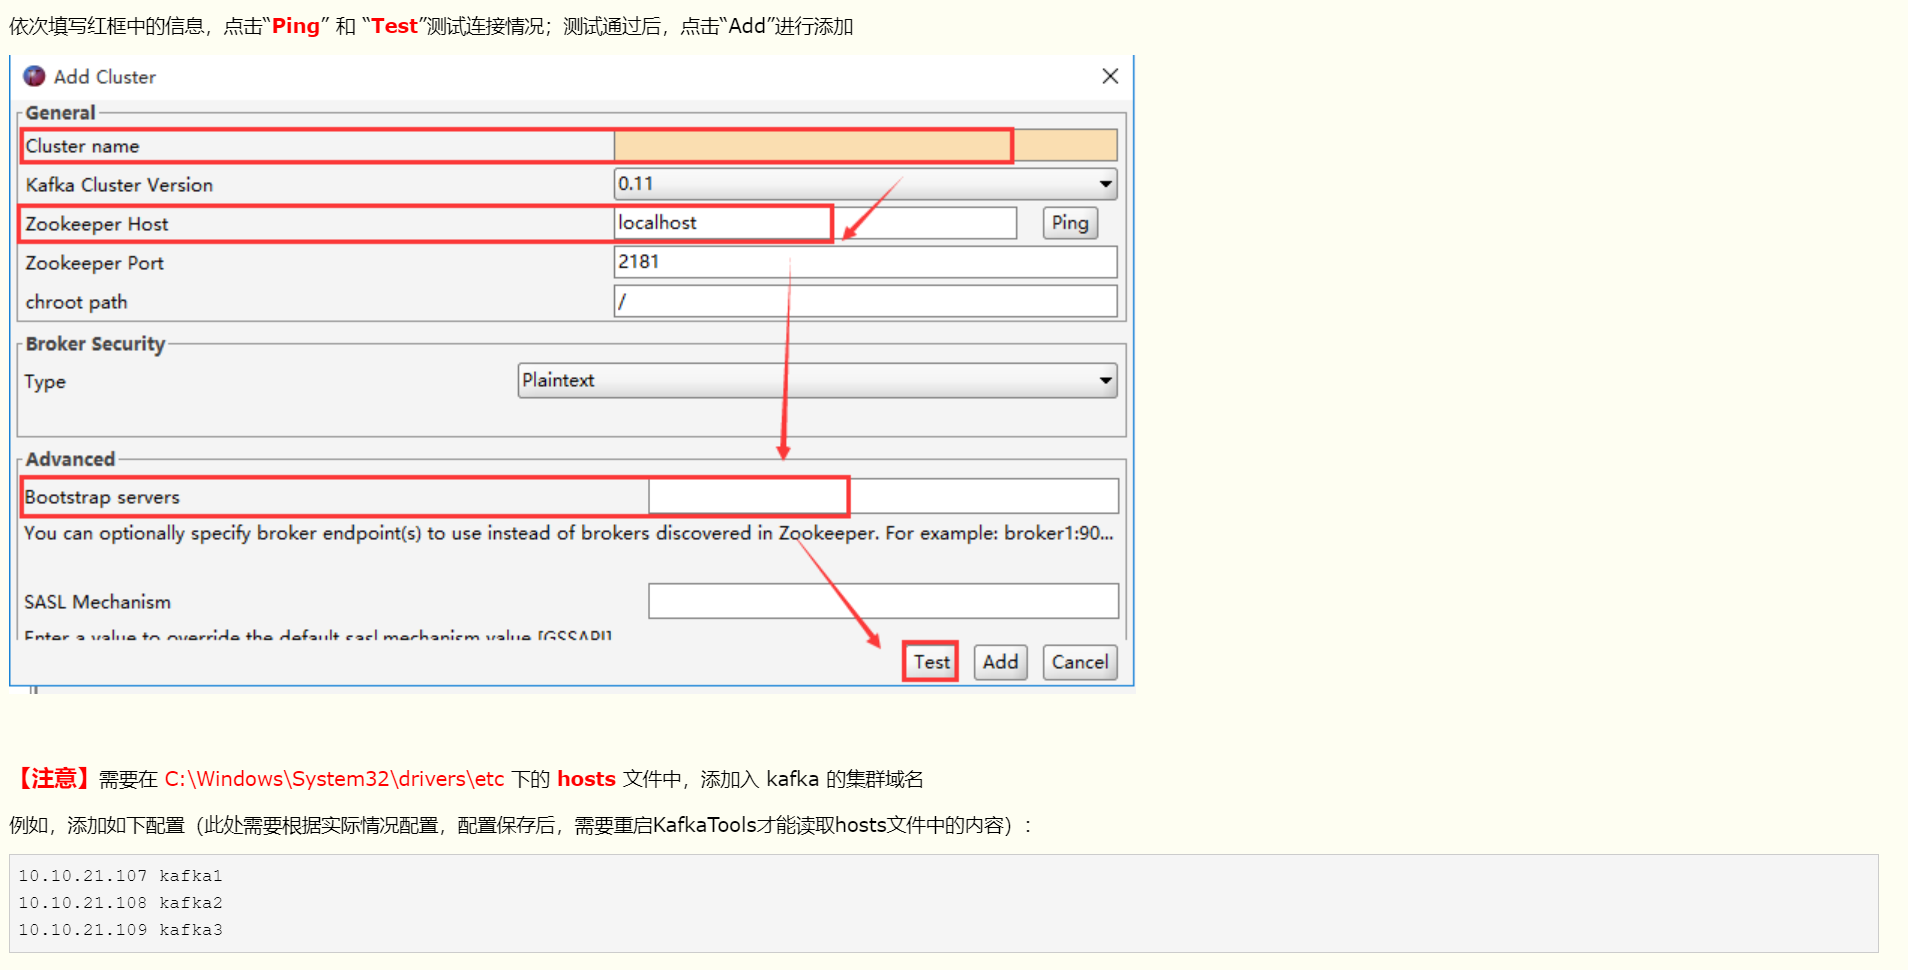 依次填写红框中的信息，点击“Ping” 和 “Test”测试连接情况；测试通过后，点击“Add”进行添加
Add Cluster
General
Cluster name
Kafka Cluster Version 0.11
Zookeeper Host localhost Ping
Zookeeper Port 2181
chroot path /
Broker Security
Type Plaintext
Advanced
Bootstrap servers
You can optionally specify broker endpoint(s) to use instead of brokers discovered in Zookeeper. For example: broker1:90...
SASL Mechanism
Enter a value to override the default sasl.mechanism value [GSSAPI]
Test Add Cancel
【注意】需要在 C:\Windows\System32\drivers\etc 下的 hosts 文件中，添加入 kafka 的集群域名
例如，添加如下配置（此处需要根据实际情况配置，配置保存后，需要重启KafkaTools才能读取hosts文件中的内容）：
10.10.21.107 kafka1
10.10.21.108 kafka2
10.10.21.109 kafka3